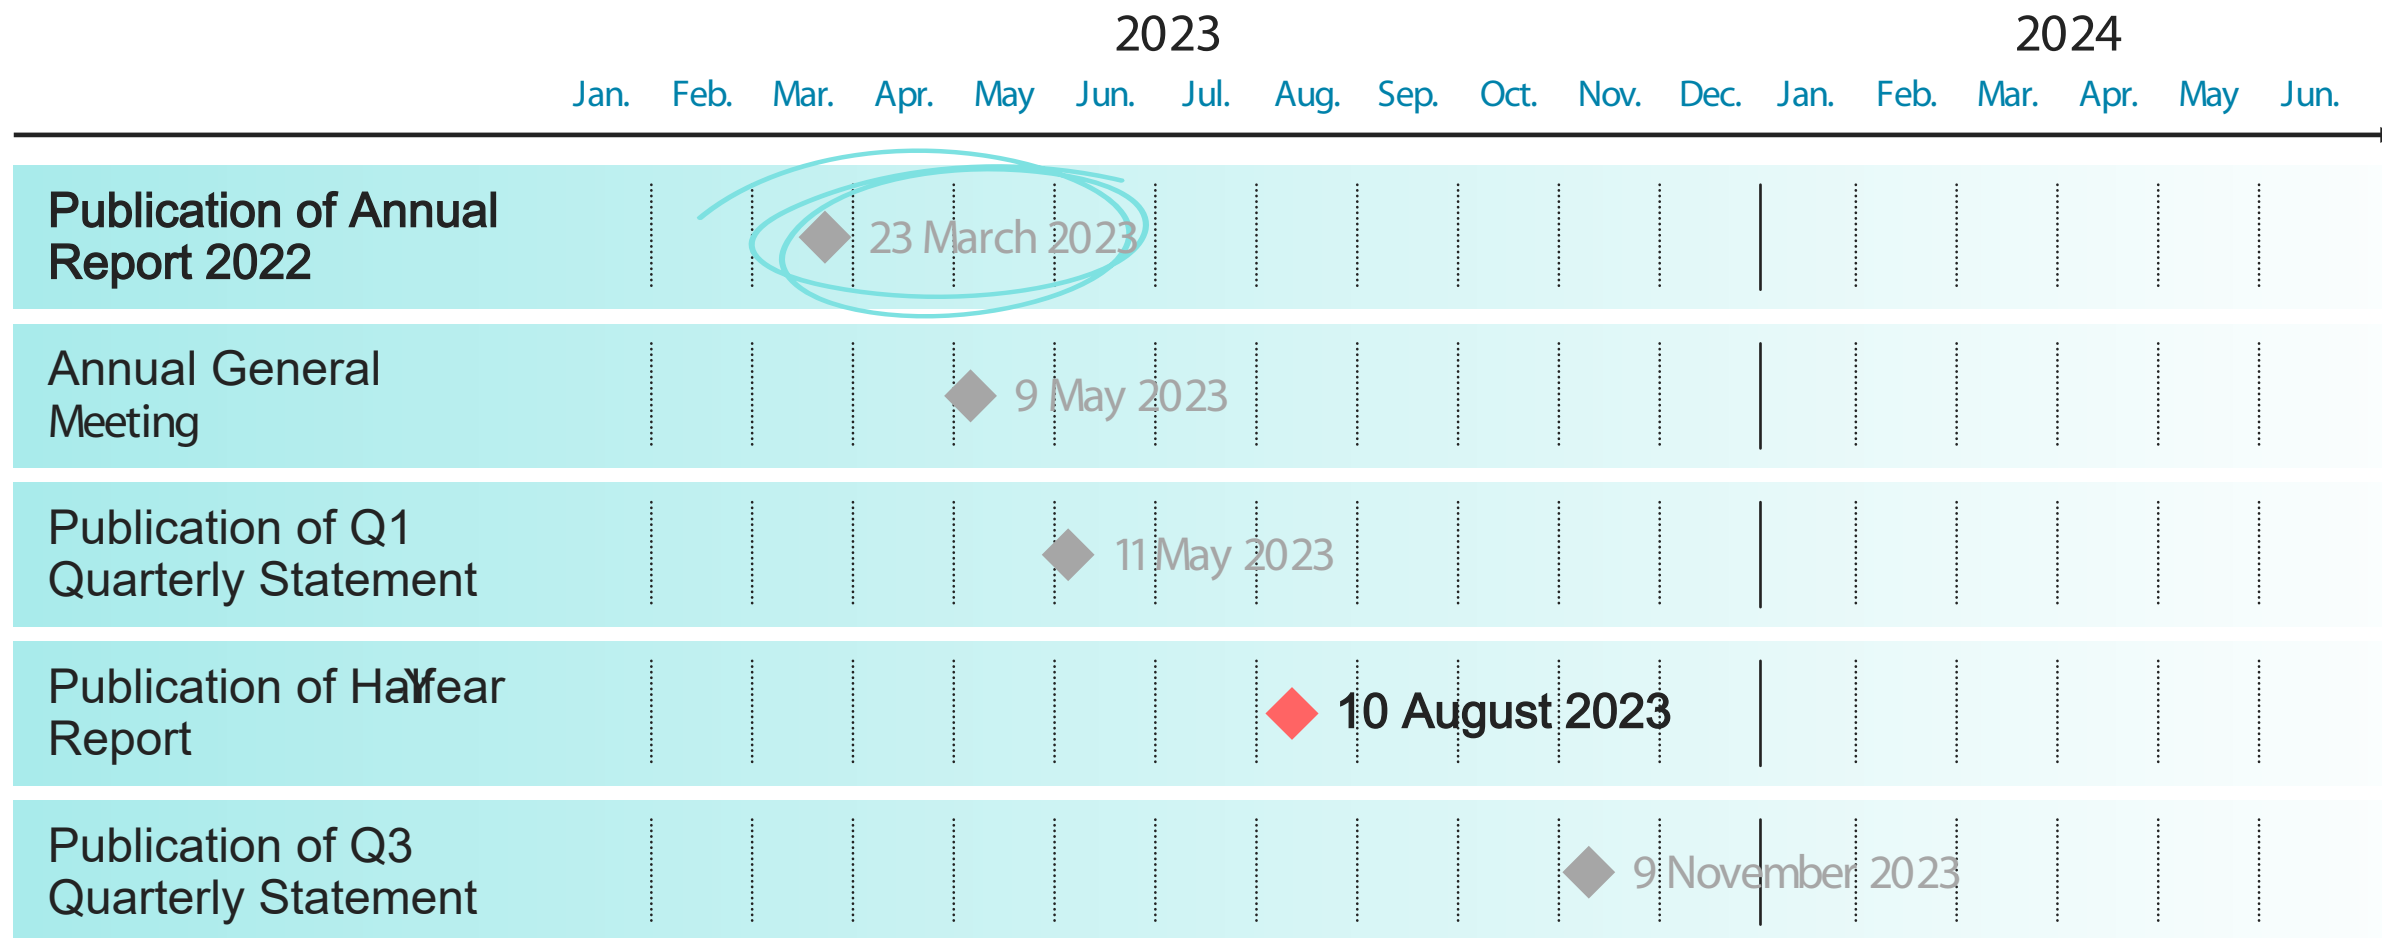 2023 2024
Jan. Feb. Mar. Apr. May Jun. Jul. Aug. Sep. Oct. Nov. Dec. Jan. Feb. Mar. Apr. May Jun.
Publication of Annual
Report 2022
23 March 2023
Annual General
Meeting
9 May 2023
Publication of Q1
Quarterly Statement
11 May 2023
Publication of Half-Year
Report
10 August 2023
Publication of Q3
Quarterly Statement
9 November 2023